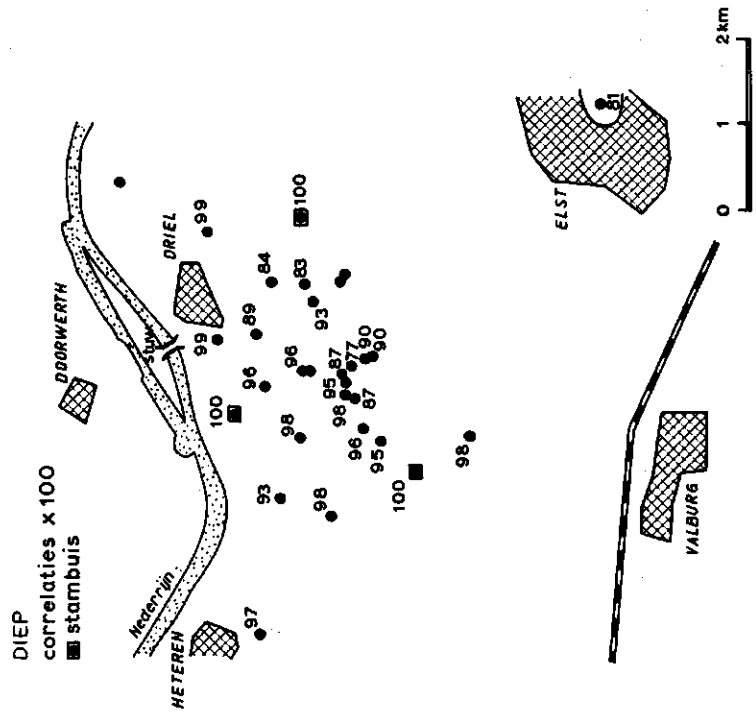 DIEP
correlaties x 100
stambuis
Nederrijn
HETEREN
DOORWERTH
stuw
DRIEL
ELST
VALBURG
97
93
98
100
98
96
99
89
99
84
100
83
93
96
87
77
90
90
95
98
87
96
95
100
98
81
0
1
2 km